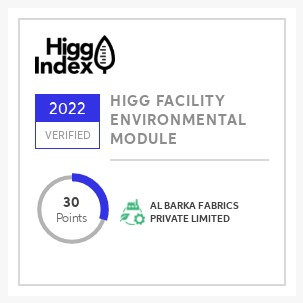 Higg
Index
2022
VERIFIED
HIGG FACILITY
ENVIRONMENTAL
MODULE
30
Points
AL BARKA FABRICS
PRIVATE LIMITED